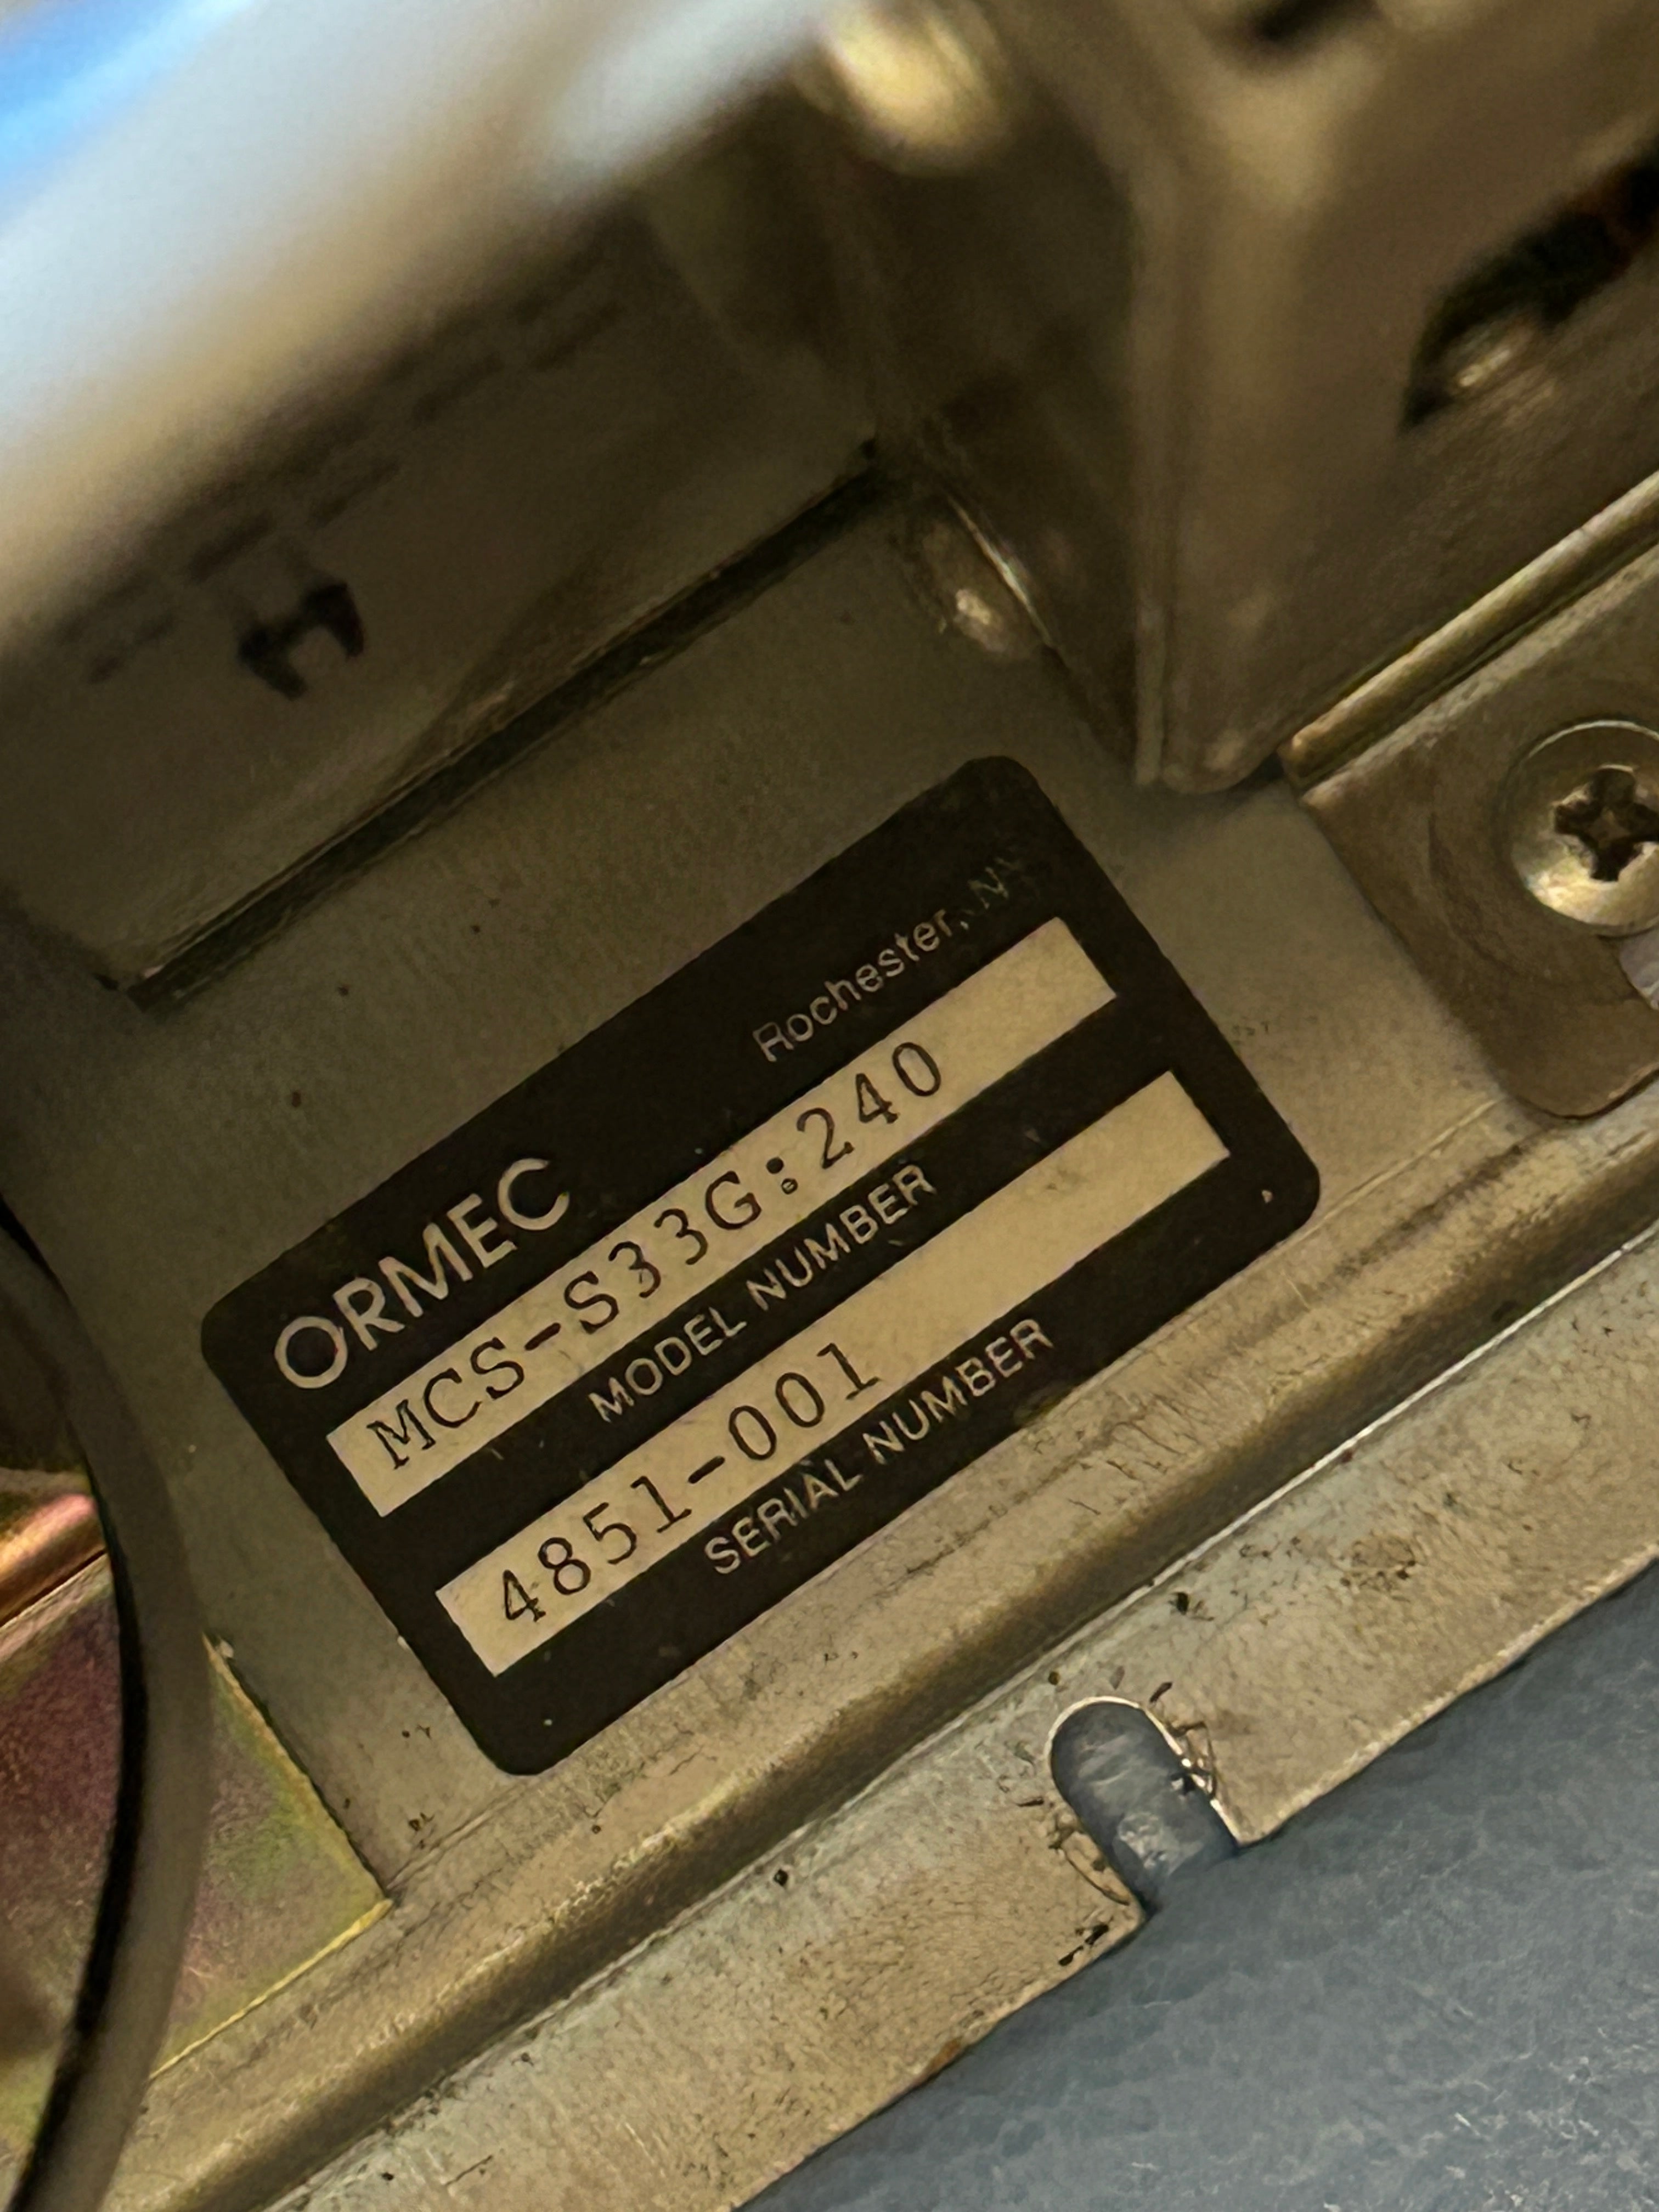 ORMEC
Rochester, NY
MCS-S33G:240
MODEL NUMBER
4851-001
SERIAL NUMBER